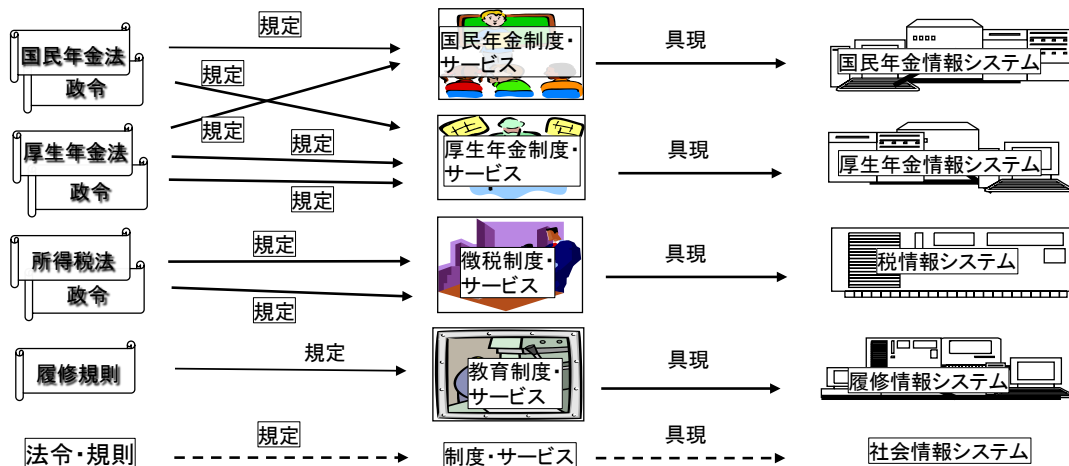 国民年金法
政令
規定
規定
国民年金制度・
サービス
具現
国民年金情報システム
厚生年金法
政令
規定
規定
規定
厚生年金制度・
サービス
具現
厚生年金情報システム
所得税法
政令
規定
規定
徴税制度・
サービス
具現
税情報システム
履修規則
規定
教育制度・
サービス
具現
履修情報システム
法令・規則
規定
制度・サービス
具現
社会情報システム